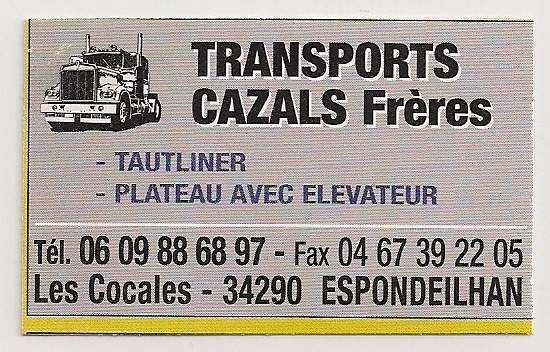 TRANSPORTS
CAZALS Frères
- TAUTLINER
- PLATEAU AVEC ELEVATEUR
Tél. 06 09 88 68 97 - Fax 04 67 39 22 05
Les Cocales - 34290 ESPONDEILHAN